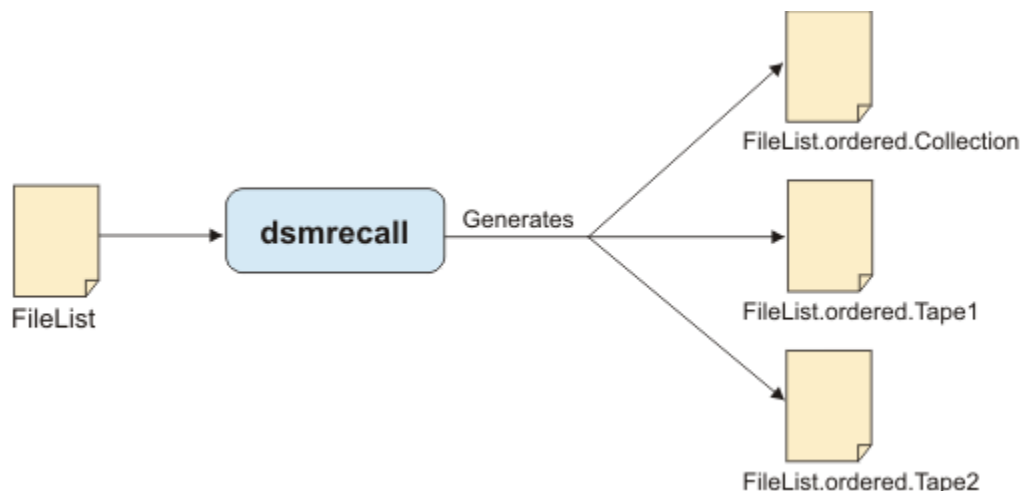 FileList.ordered.Collection
FileList
dsmrecall
Generates
FileList.ordered.Tape1
FileList.ordered.Tape2